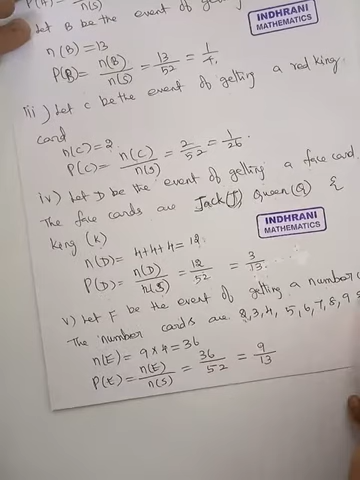 P(A) = n(S)
Let B be the event of
INDHRANI
MATHEMATICS
n(B) = 13
P(B) = n(B)/n(S) = 13/52 = 1/4.
iii) Let C be the event of getting a red king
card
n(C) = 2
P(C) = n(C)/n(S) = 2/52 = 1/26.
iv) Let D be the event of getting a face card
The face cards are Jack(J), Queen(Q) &
King (K)
INDHRANI
MATHEMATICS
n(D) = 4+4+4 = 12
P(D) = n(D)/n(S) = 12/52 = 3/13.
v) Let F be the event of getting a number
The number cards are 2,3,4, 5,6,7,8,9
n(E) = 9 × 4 = 36
P(E) = n(E)/n(S) = 36/52 = 9/13